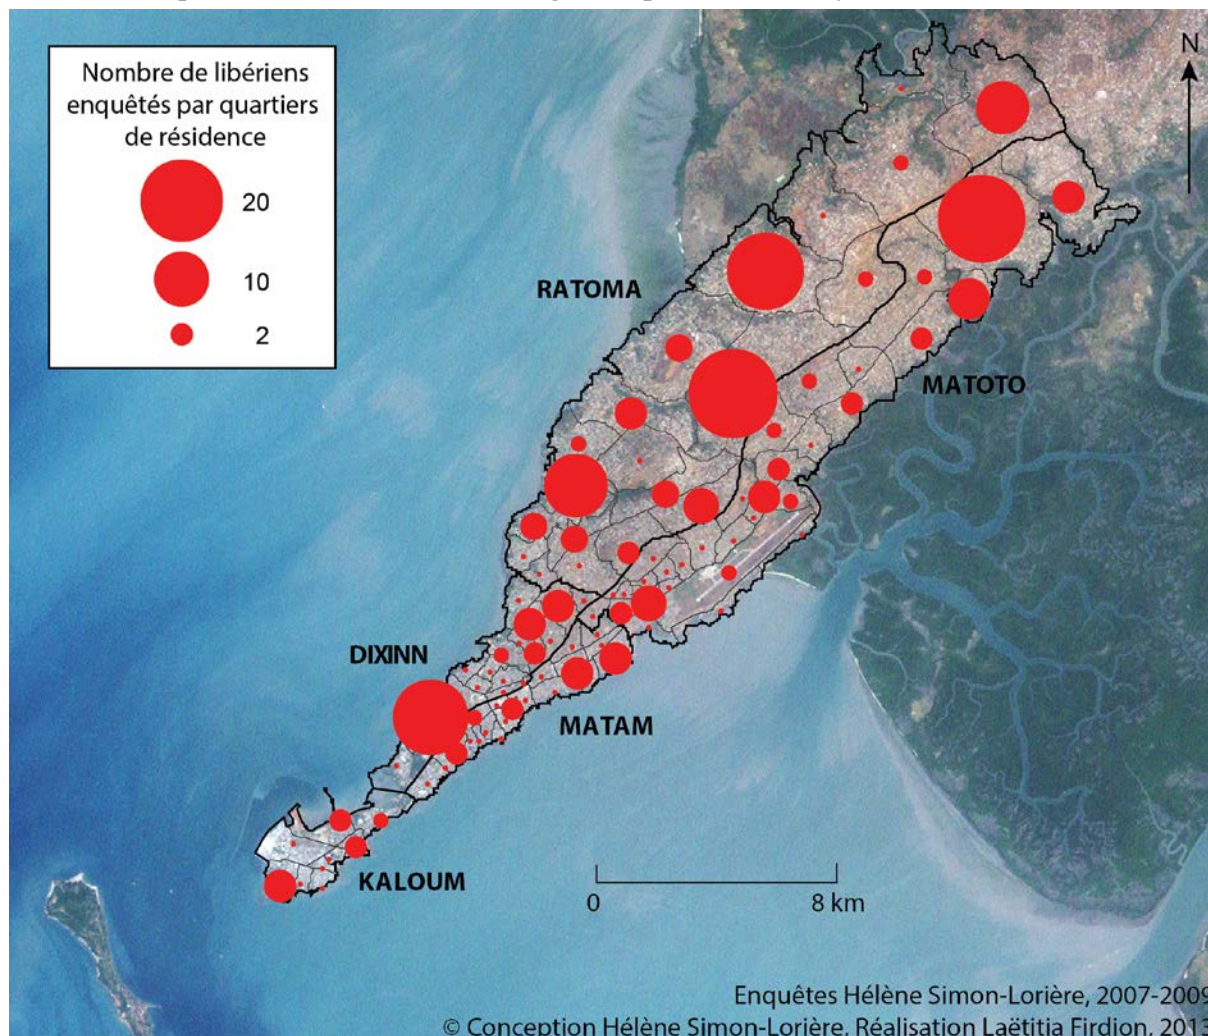 Nombre de libériens
enquêtés par quartiers
de résidence
20
10
2
N
RATOMA
MATOTO
DIXINN
MATAM
KALOUM
0 8 km
Enquêtes Hélène Simon-Lorière, 2007-2009
© Conception Hélène Simon-Lorière, Réalisation Laëtitia Firdion, 2013